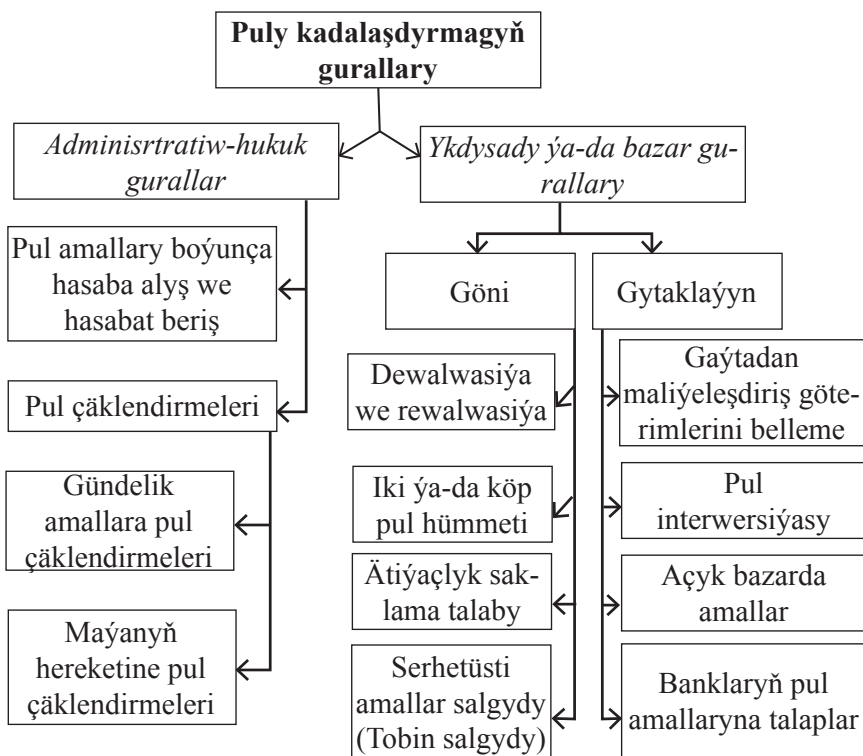 Puly kadalaşdyrmagyň
gurallary
Adminisrtratiw-hukuk
gurallar
Ykdysady ýa-da bazar gu-
rallary
Pul amallary boýunça
hasaba alyş we
hasabat beriş
Pul çäklendirmeleri
Gündelik
amallara pul
çäklendirmeleri
Maýanyň
hereketine pul
çäklendirmeleri
Göni
Gytaklaýyn
Dewalwasiýa
we rewalwasiýa
Iki ýa-da köp
pul hümmeti
Ätiýaçlyk sak-
lama talaby
Serhetüsti
amallar salgydy
(Tobin salgydy)
Gaýtadan
maliýeleşdiriş göte-
rimlerini belleme
Pul
interwersiýasy
Açyk bazarda
amallar
Banklaryň pul
amallaryna talaplar